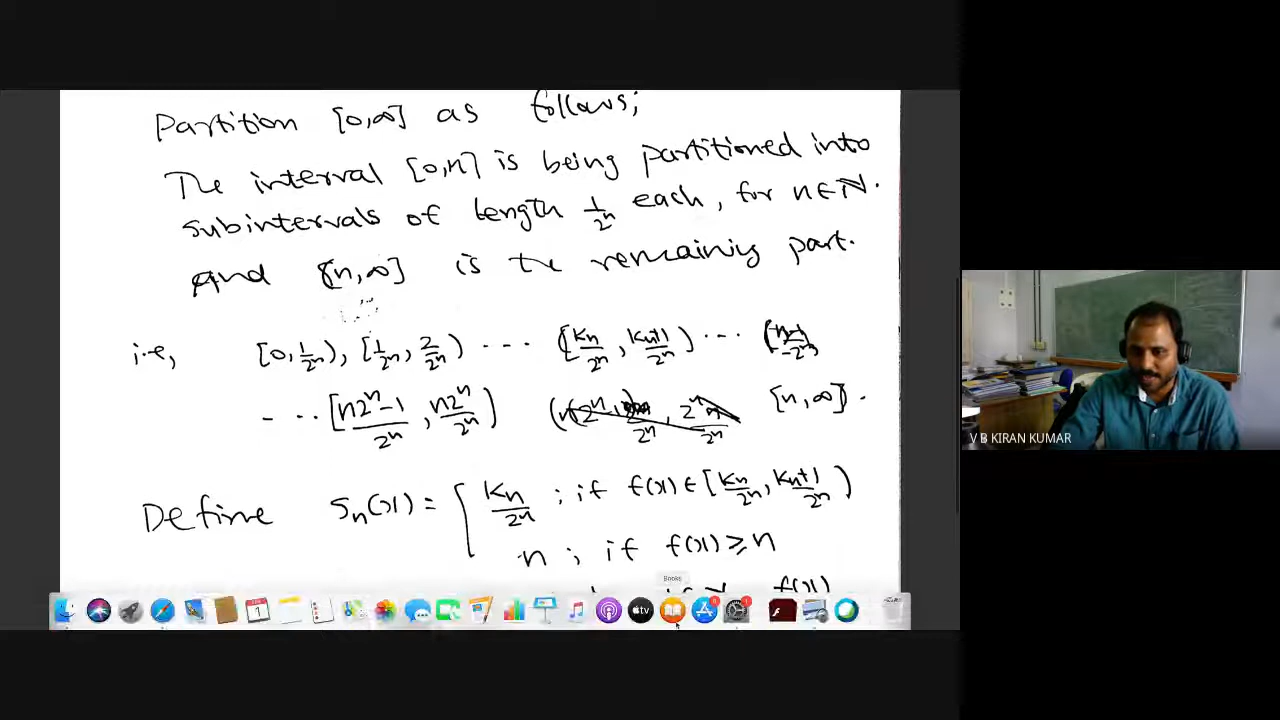 Partition [0,∞] as follows;
The interval [0,n] is being partitioned into
subintervals of length 1/2ⁿ each, for n∈ℕ.
And [n,∞] is the remaining part.
i.e, [0, 1/2ⁿ), [1/2ⁿ, 2/2ⁿ) --- [kₙ/2ⁿ, kₙ+1/2ⁿ) ---
- --- [n2ⁿ-1/2ⁿ, n2ⁿ/2ⁿ) [n,∞].
Define Sₙ(x) = { kₙ/2ⁿ ; if f(x) ∈ [kₙ/2ⁿ, kₙ+1/2ⁿ)
n ; if f(x) ≥ n
f(x)
Books
tv
V B KIRAN KUMAR